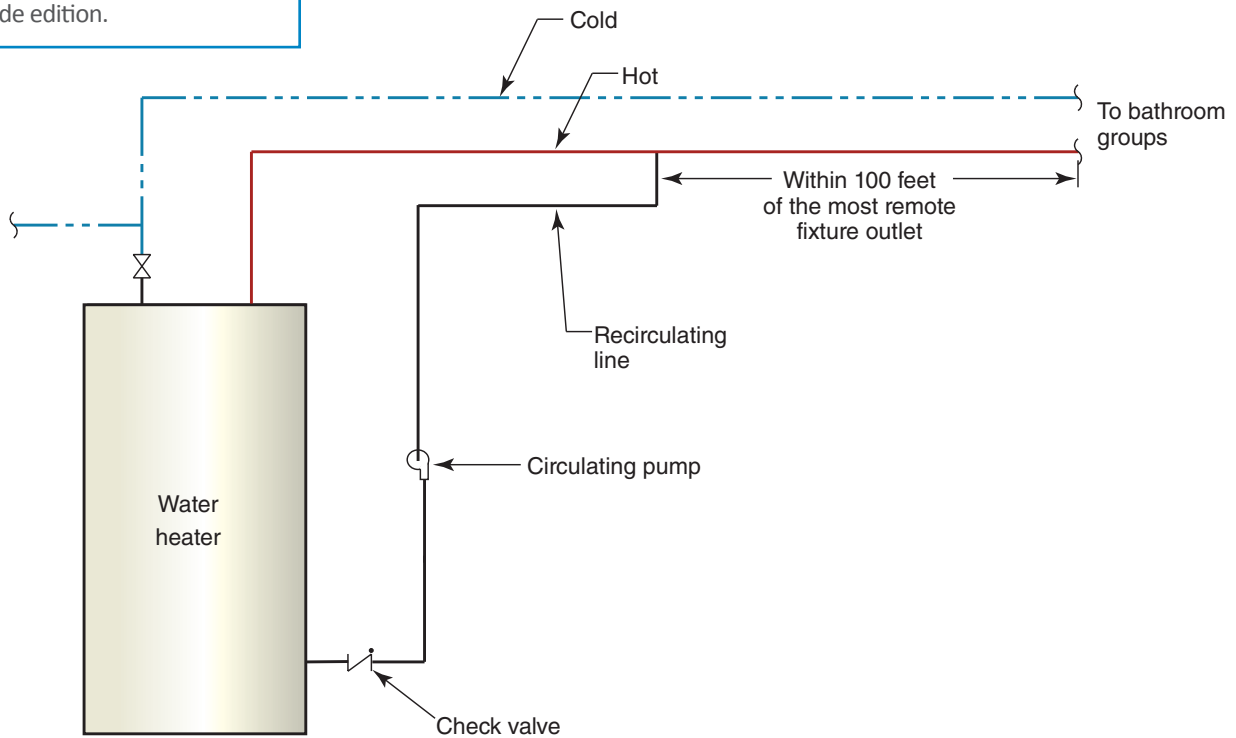 de edition.
Cold
Hot
To bathroom
groups
Within 100 feet
of the most remote
fixture outlet
Recirculating
line
Circulating pump
Water
heater
Check valve